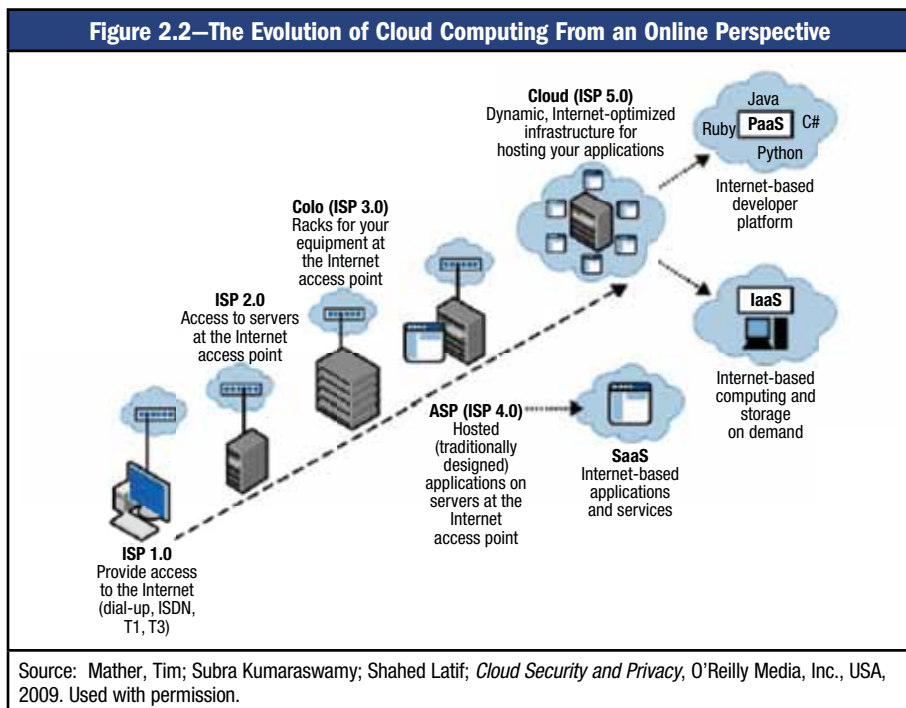 Figure 2.2—The Evolution of Cloud Computing From an Online Perspective
Cloud (ISP 5.0)
Dynamic, Internet-optimized
infrastructure for
hosting your applications
Java
Ruby
PaaS
C#
Python
Internet-based
developer
platform
Colo (ISP 3.0)
Racks for your
equipment at
the Internet
access point
ISP 2.0
Access to servers
at the Internet
access point
IaaS
Internet-based
computing and
storage
on demand
ASP (ISP 4.0)
Hosted
(traditionally
designed)
applications on
servers at the
Internet
access point
SaaS
Internet-based
applications
and services
ISP 1.0
Provide access
to the Internet
(dial-up, ISDN,
T1, T3)
Source: Mather, Tim; Subra Kumaraswamy; Shahed Latif; Cloud Security and Privacy, O'Reilly Media, Inc., USA,
2009. Used with permission.